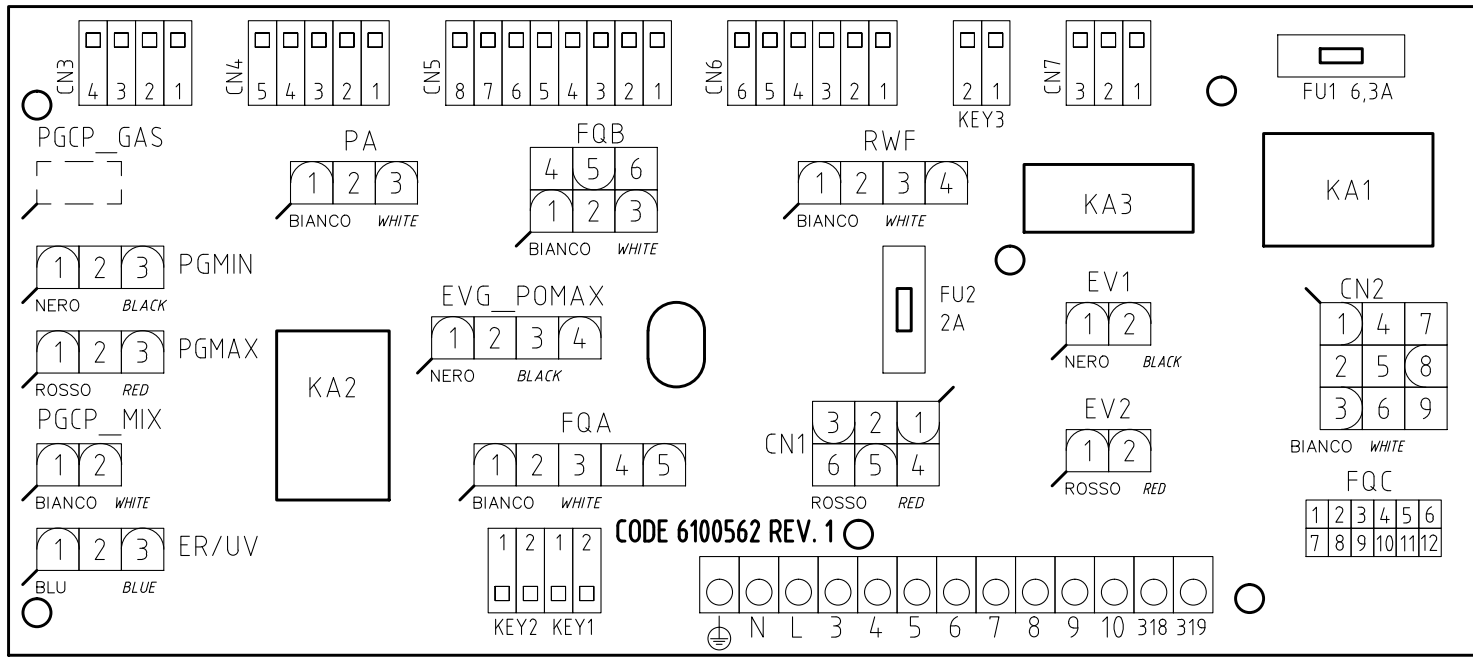 CN3 4 3 2 1
CN4 5 4 3 2 1
CN5 8 7 6 5 4 3 2 1
CN6 6 5 4 3 2 1
2 1
KEY3
CN7 3 2 1
FU1 6,3A
PGCP_GAS
PA
1 2 3
BIANCO WHITE
FQB
4 5 6
1 2 3
BIANCO WHITE
RWF
1 2 3 4
BIANCO WHITE
KA3
KA1
1 2 3 PGMIN
NERO BLACK
1 2 3 PGMAX
ROSSO RED
KA2
EVG_POMAX
1 2 3 4
NERO BLACK
FU2
2A
EV1
1 2
NERO BLACK
CN2
1 4 7
2 5 8
3 6 9
BIANCO WHITE
PGCP_MIX
1 2
BIANCO WHITE
FQA
1 2 3 4 5
BIANCO WHITE
CN1
3 2 1
6 5 4
ROSSO RED
EV2
1 2
ROSSO RED
FQC
1 2 3 4 5 6
7 8 9 10 11 12
1 2 3 ER/UV
BLU BLUE
1 2 1 2
KEY2 KEY1
CODE 6100562 REV. 1
N L 3 4 5 6 7 8 9 10 318 319